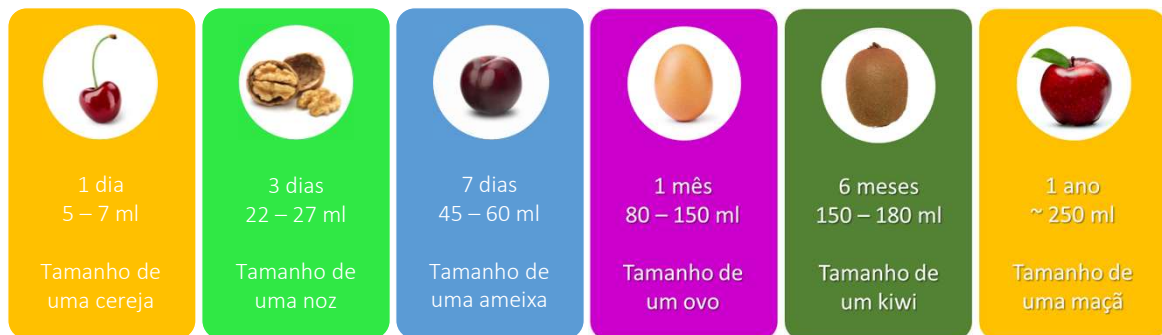 1 dia
5 – 7 ml
Tamanho de
uma cereja
3 dias
22 – 27 ml
Tamanho de
uma noz
7 dias
45 – 60 ml
Tamanho de
uma ameixa
1 mês
80 – 150 ml
Tamanho de
um ovo
6 meses
150 – 180 ml
Tamanho de
um kiwi
1 ano
~ 250 ml
Tamanho de
uma maçã